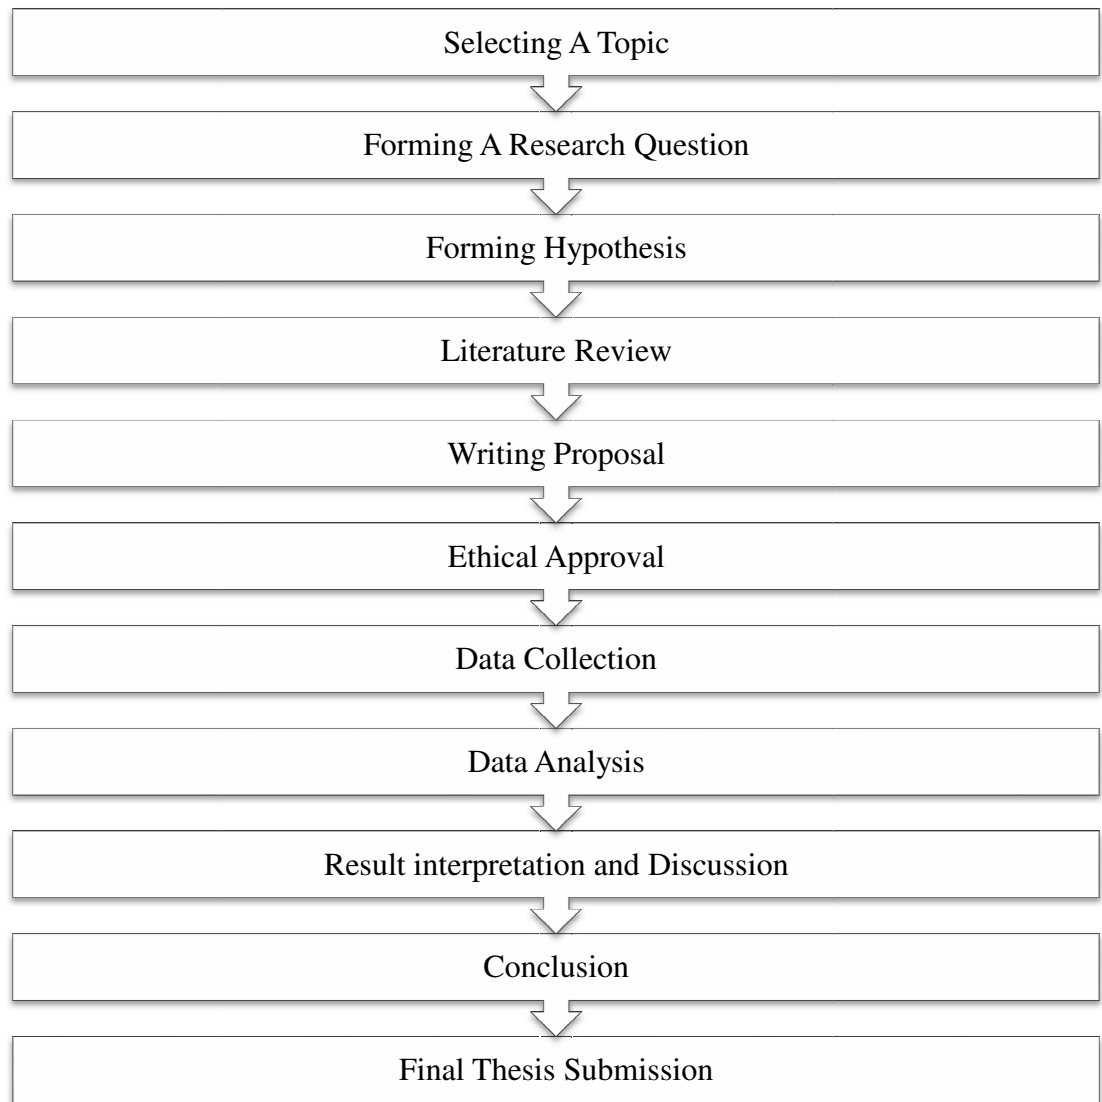 Selecting A Topic
Forming A Research Question
Forming Hypothesis
Literature Review
Writing Proposal
Ethical Approval
Data Collection
Data Analysis
Result interpretation and Discussion
Conclusion
Final Thesis Submission